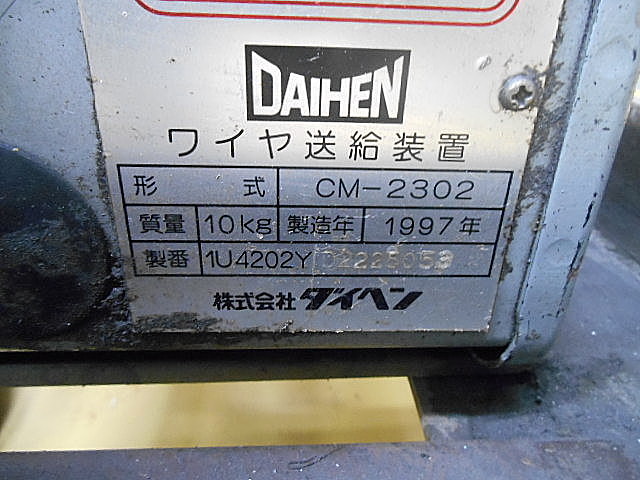 DAIHEN
ワイヤ送給装置
形式 CM-2302
質量 10kg 製造年 1997年
製番 1U4202Y
株式会社 ダイヘン